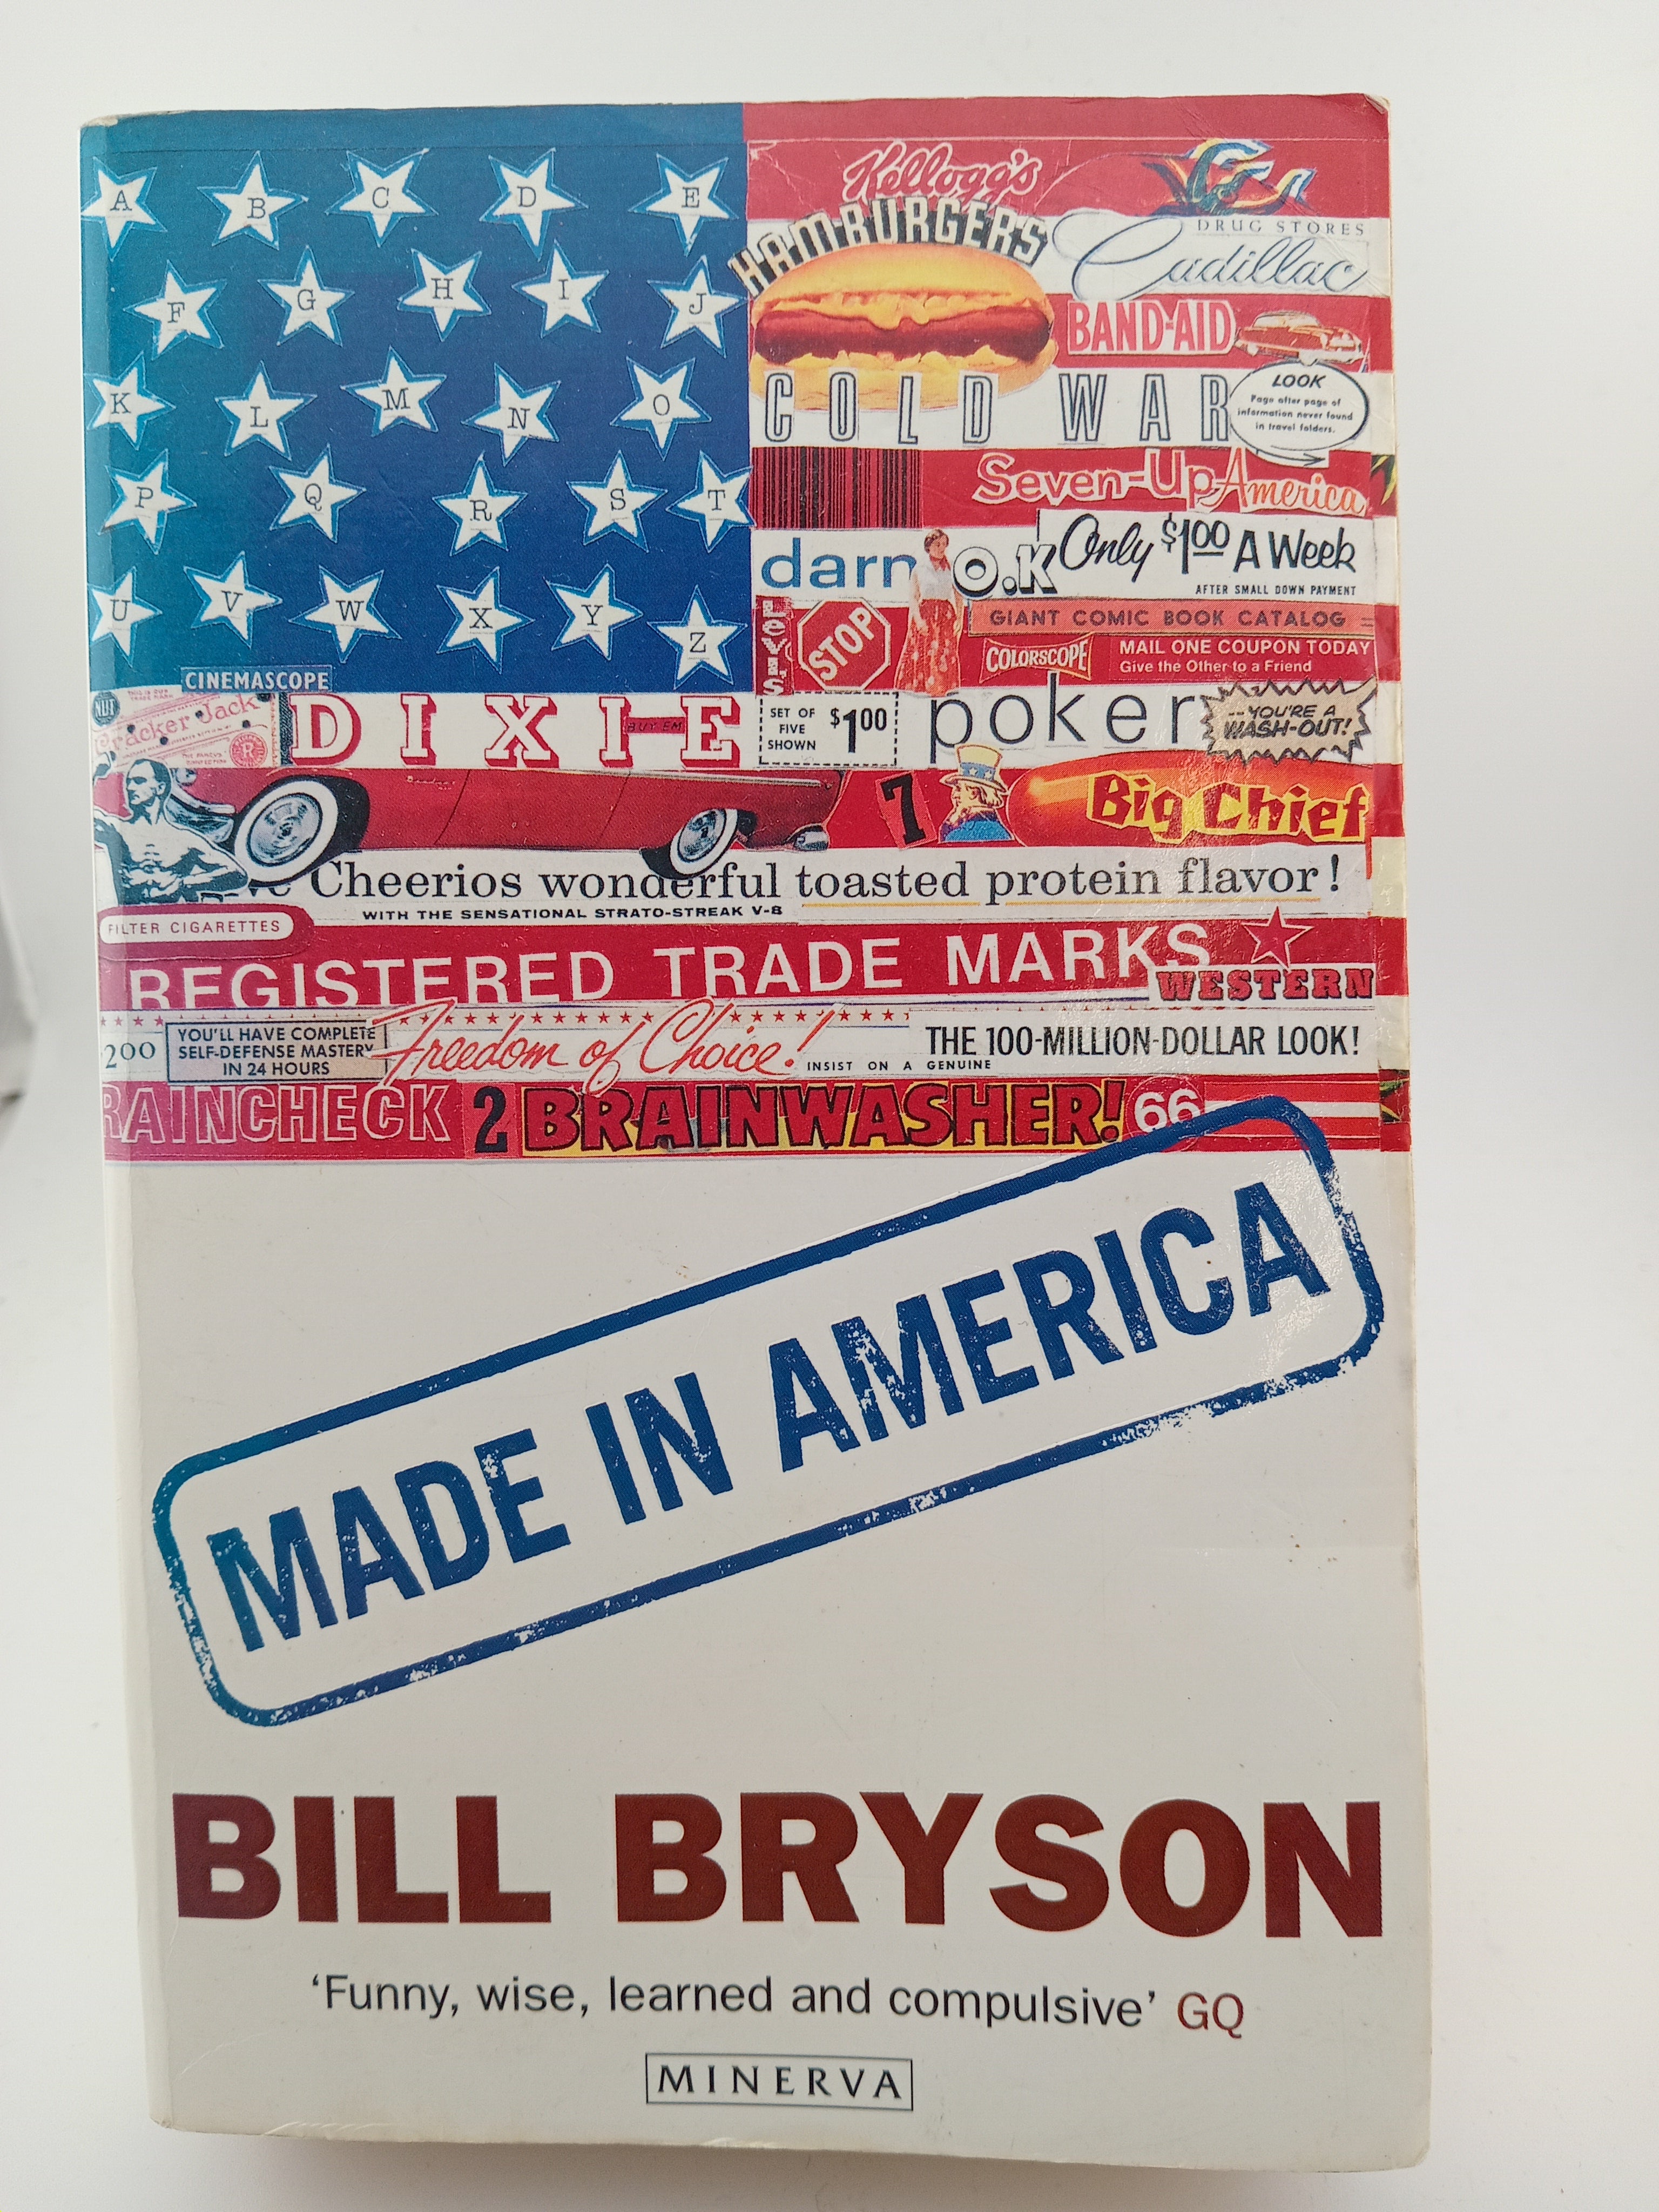 A B C D E
F G H I J
K L M N O
P Q R S T
U V W X Y Z
Kellogg's
HAMBURGERS
DRUG STORES
Cadillac
BAND-AID
COLD WAR
LOOK
Page after page of
information never found
in travel folders.
Seven-Up
America
darn
O.K
Only $1.00 A Week
AFTER SMALL DOWN PAYMENT
LEVI'S
STOP
GIANT COMIC BOOK CATALOG
COLORSCOPE
MAIL ONE COUPON TODAY
Give the Other to a Friend
CINEMASCOPE
NUT
Cracker Jack
DIXIE
BUY 'EM
SET OF
FIVE
SHOWN
$1.00
poker
--YOU'RE A
WASH-OUT!
7
Big Chief
Cheerios wonderful toasted protein flavor!
WITH THE SENSATIONAL STRATO-STREAK V-8
FILTER CIGARETTES
REGISTERED TRADE MARKS
WESTERN
200
YOU'LL HAVE COMPLETE
SELF-DEFENSE MASTERY
IN 24 HOURS
Freedom of Choice!
INSIST ON A GENUINE
THE 100-MILLION-DOLLAR LOOK!
RAINCHECK 2 BRAINWASHER! 66
MADE IN AMERICA
BILL BRYSON
'Funny, wise, learned and compulsive' GQ
MINERVA